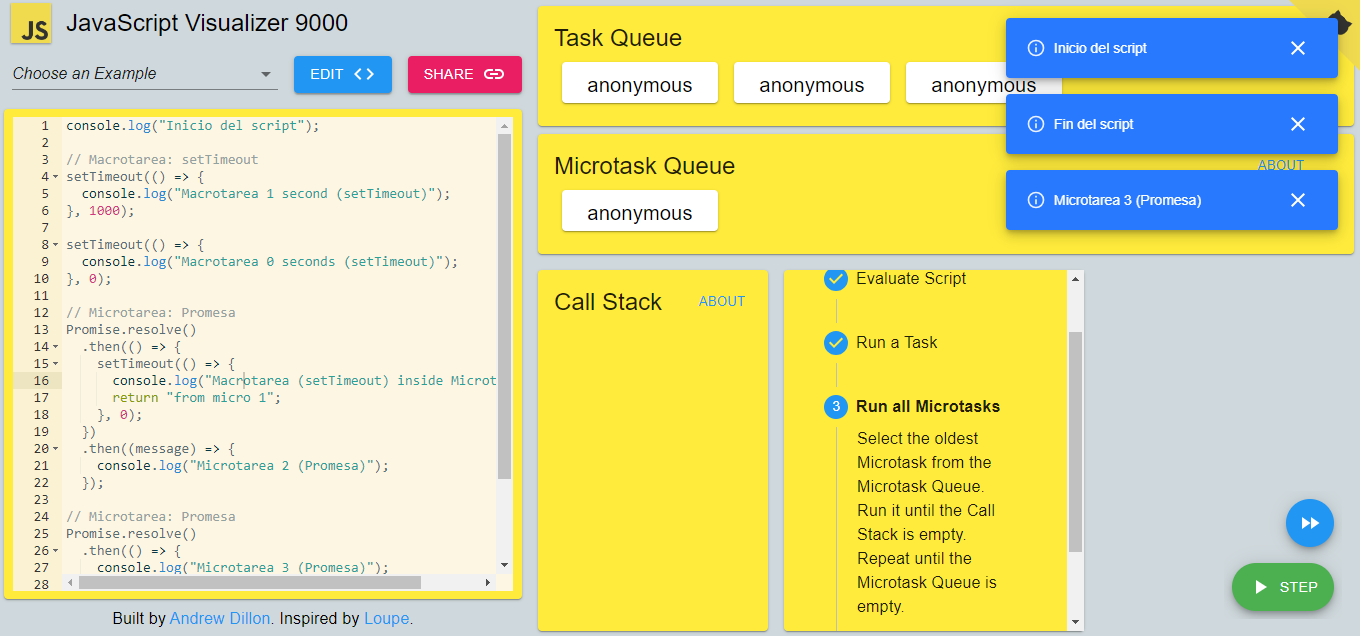 JS
JavaScript Visualizer 9000
Choose an Example
EDIT
SHARE
1 console.log("Inicio del script");
2
3 // Macrotarea: setTimeout
4 setTimeout(() => {
5 console.log("Macrotarea 1 second (setTimeout)");
6 }, 1000);
7
8 setTimeout(() => {
9 console.log("Macrotarea 0 seconds (setTimeout)");
10 }, 0);
11
12 // Microtarea: Promesa
13 Promise.resolve()
14 .then(() => {
15 setTimeout(() => {
16 console.log("Macrotarea (setTimeout) inside Microt
17 return "from micro 1";
18 }, 0);
19 })
20 .then((message) => {
21 console.log("Microtarea 2 (Promesa)");
22 });
23
24 // Microtarea: Promesa
25 Promise.resolve()
26 .then(() => {
27 console.log("Microtarea 3 (Promesa)");
28
Built by Andrew Dillon. Inspired by Loupe.
Task Queue
anonymous
anonymous
anonymous
Microtask Queue
ABOUT
anonymous
Inicio del script
Fin del script
Microtarea 3 (Promesa)
Call Stack
ABOUT
Evaluate Script
Run a Task
3 Run all Microtasks
Select the oldest
Microtask from the
Microtask Queue.
Run it until the Call
Stack is empty.
Repeat until the
Microtask Queue is
empty.
STEP